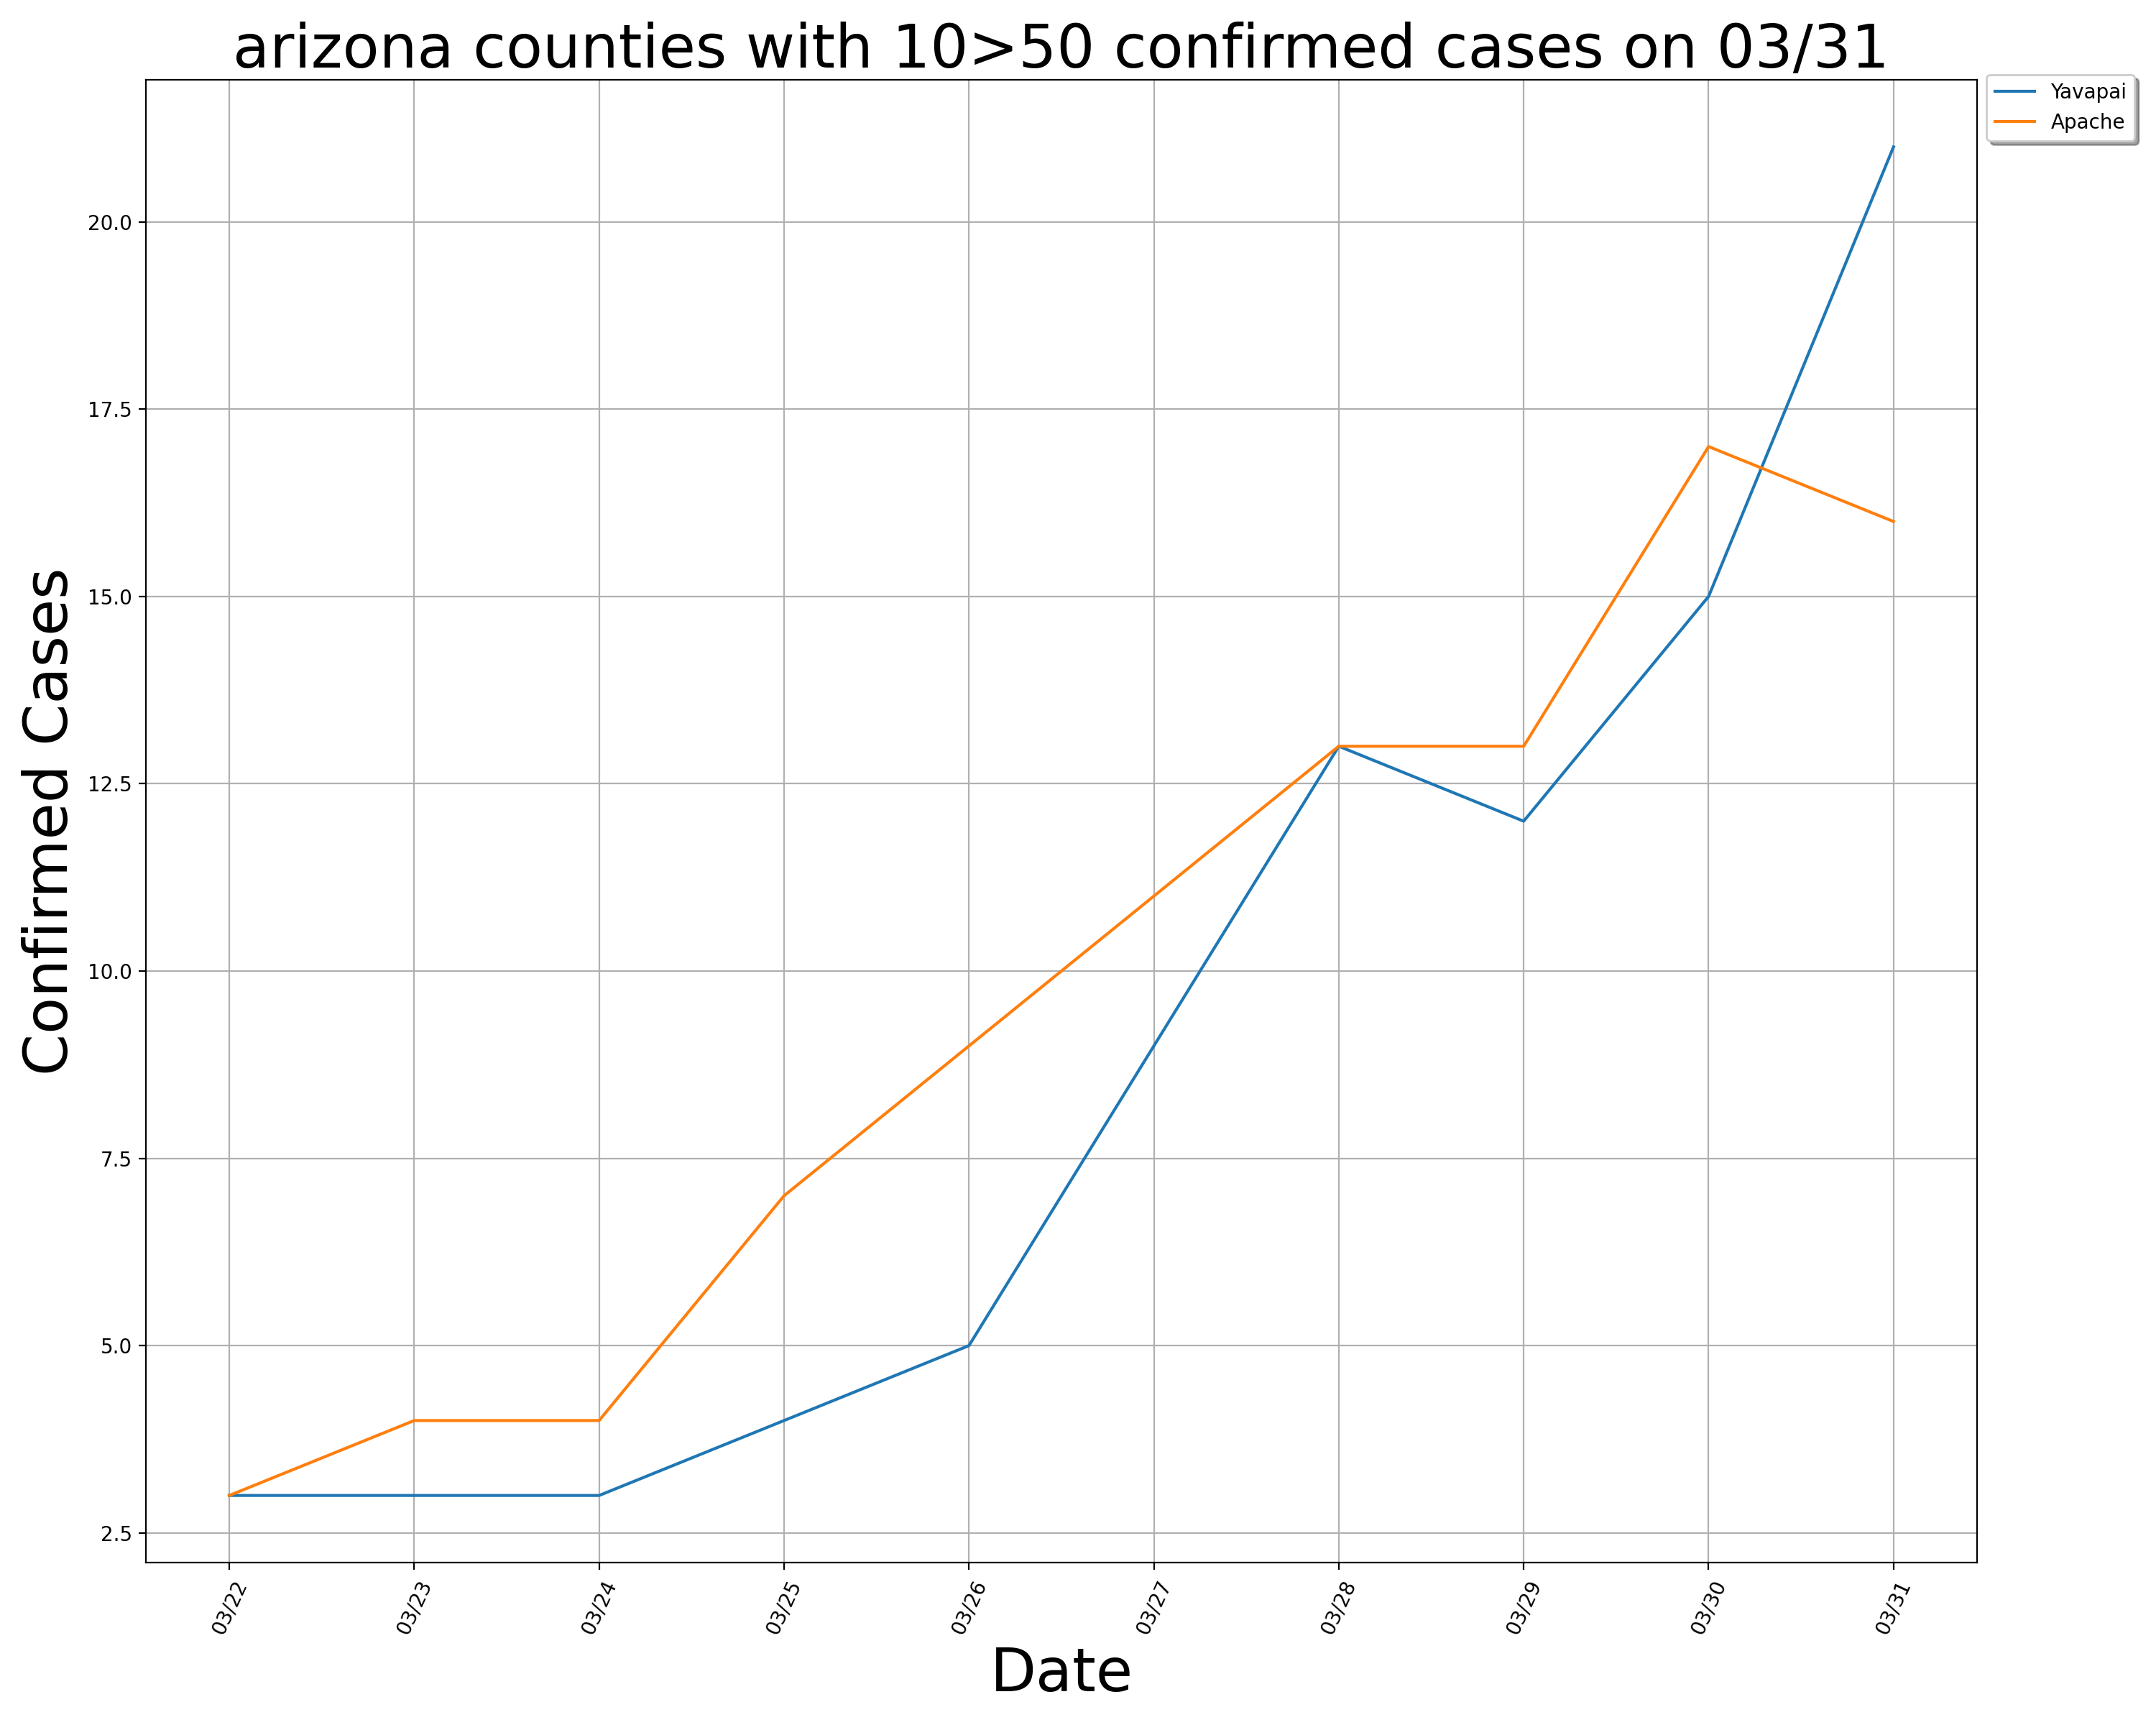 arizona counties with 10>50 confirmed cases on 03/31
Yavapai
Apache
Confirmed Cases
20.0
17.5
15.0
12.5
10.0
7.5
5.0
2.5
03/22 03/23 03/24 03/25 03/26 03/27 03/28 03/29 03/30 03/31
Date